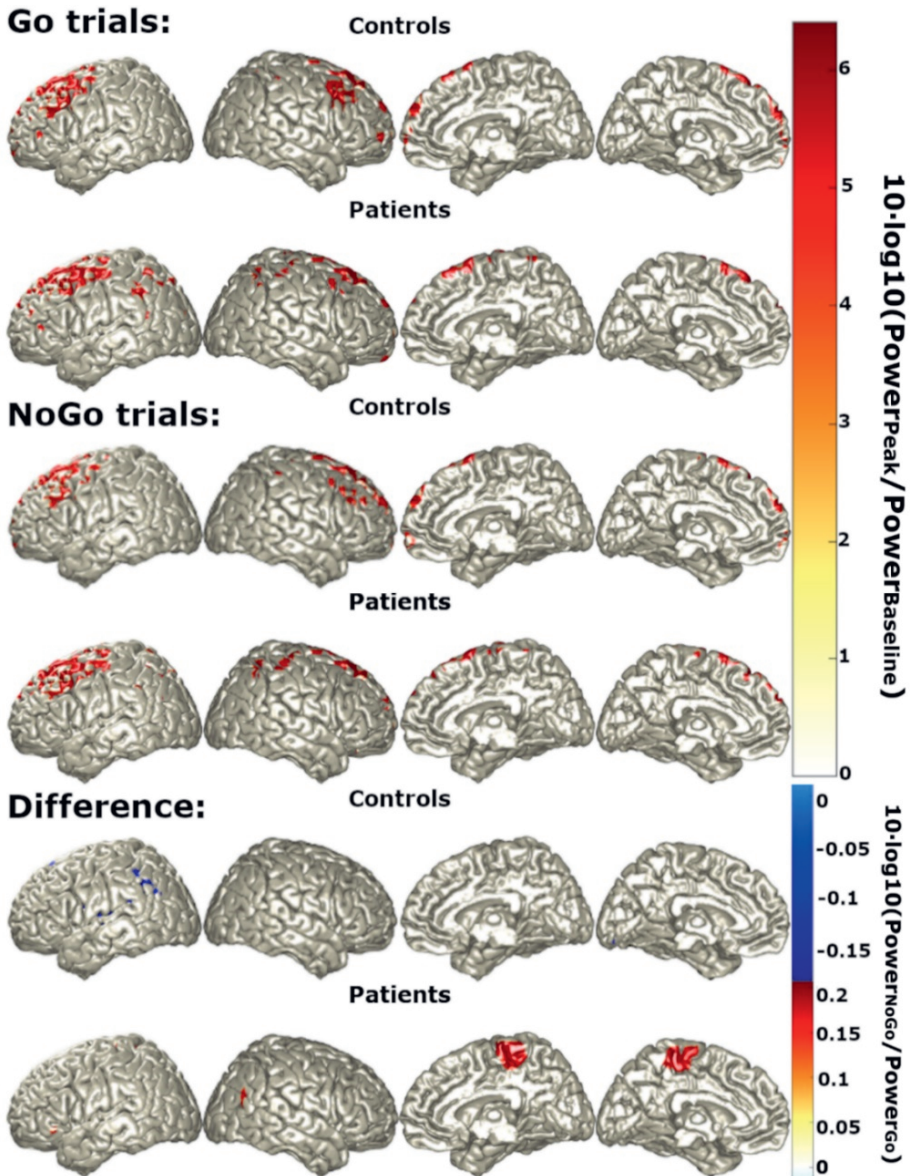 Go trials:
Controls
Patients
NoGo trials:
Controls
Patients
Difference:
Controls
Patients
6
5
4
3
2
1
0
10·log10(PowerPeak/PowerBaseline)
0
-0.05
-0.1
-0.15
0.2
0.15
0.1
0.05
0
10·log10(PowerNoGo/PowerGo)